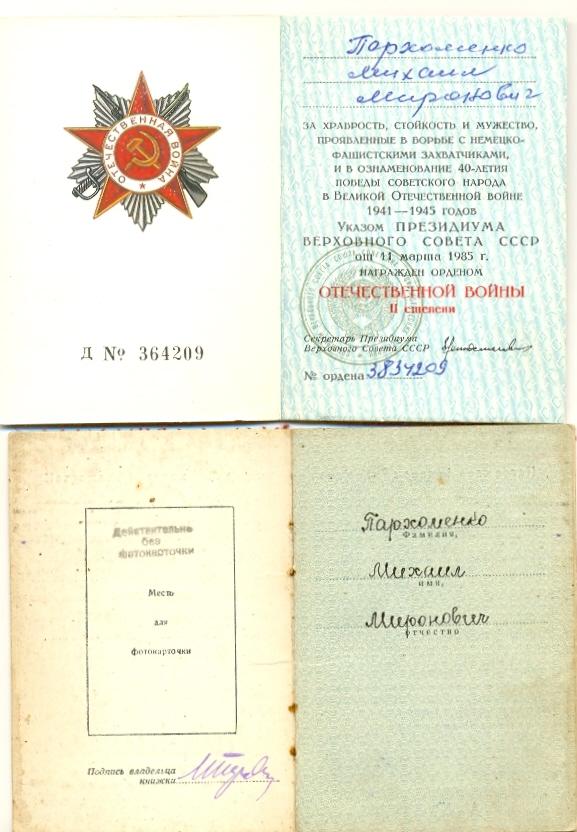 ОТЕЧЕСТВЕННАЯ ВОЙНА
Д № 364209
Пархоменко
Михаил
Миронович
ЗА ХРАБРОСТЬ, СТОЙКОСТЬ И МУЖЕСТВО,
ПРОЯВЛЕННЫЕ В БОРЬБЕ С НЕМЕЦКО-
ФАШИСТСКИМИ ЗАХВАТЧИКАМИ,
И В ОЗНАМЕНОВАНИЕ 40-ЛЕТИЯ
ПОБЕДЫ СОВЕТСКОГО НАРОДА
В ВЕЛИКОЙ ОТЕЧЕСТВЕННОЙ ВОЙНЕ
1941—1945 ГОДОВ
УКАЗОМ ПРЕЗИДИУМА
ВЕРХОВНОГО СОВЕТА СССР
от 11 марта 1985 г.
НАГРАЖДЕН ОРДЕНОМ
ОТЕЧЕСТВЕННОЙ ВОЙНЫ
II степени
Секретарь Президиума
Верховного Совета СССР
№ ордена 3834209
Действительно
без
фотокарточки
Место
для
фотокарточки
Подпись владельца
книжки
Пархоменко
Фамилия,
Михаил
имя,
Миронович
отчество